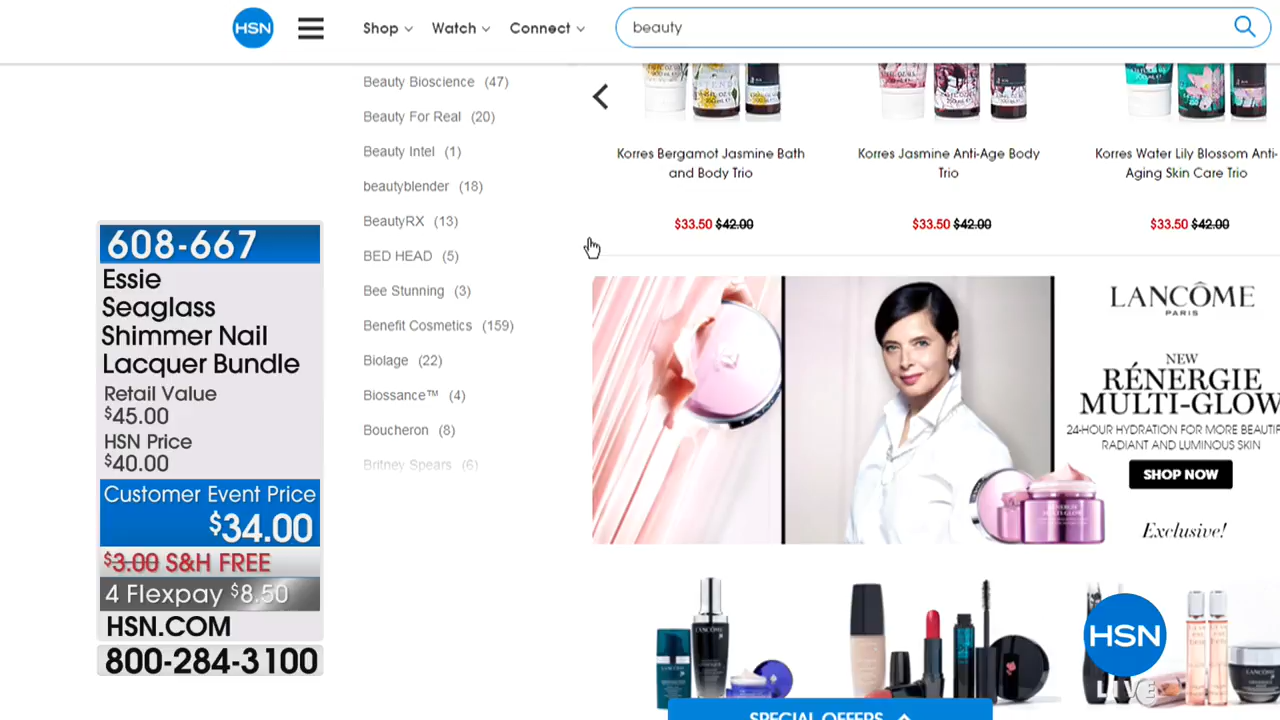 HSN
Shop
Watch
Connect
beauty
Beauty Bioscience (47)
Beauty For Real (20)
Beauty Intel (1)
beautyblender (18)
BeautyRX (13)
BED HEAD (5)
Bee Stunning (3)
Benefit Cosmetics (159)
Biolage (22)
Biossance™ (4)
Boucheron (8)
Britney Spears (6)
Korres Bergamot Jasmine Bath
and Body Trio
$33.50 $42.00
Korres Jasmine Anti-Age Body
Trio
$33.50 $42.00
Korres Water Lily Blossom Anti-
Aging Skin Care Trio
$33.50 $42.00
608-667
Essie
Seaglass
Shimmer Nail
Lacquer Bundle
Retail Value
$45.00
HSN Price
$40.00
Customer Event Price
$34.00
$3.00 S&H FREE
4 Flexpay $8.50
HSN.COM
800-284-3100
LANCÔME
PARIS
NEW
RÉNERGIE
MULTI-GLOW
24-HOUR HYDRATION FOR MORE BEAUTIF
RADIANT AND LUMINOUS SKIN
SHOP NOW
Exclusive!
HSN
LIVE
SPECIAL OFFERS